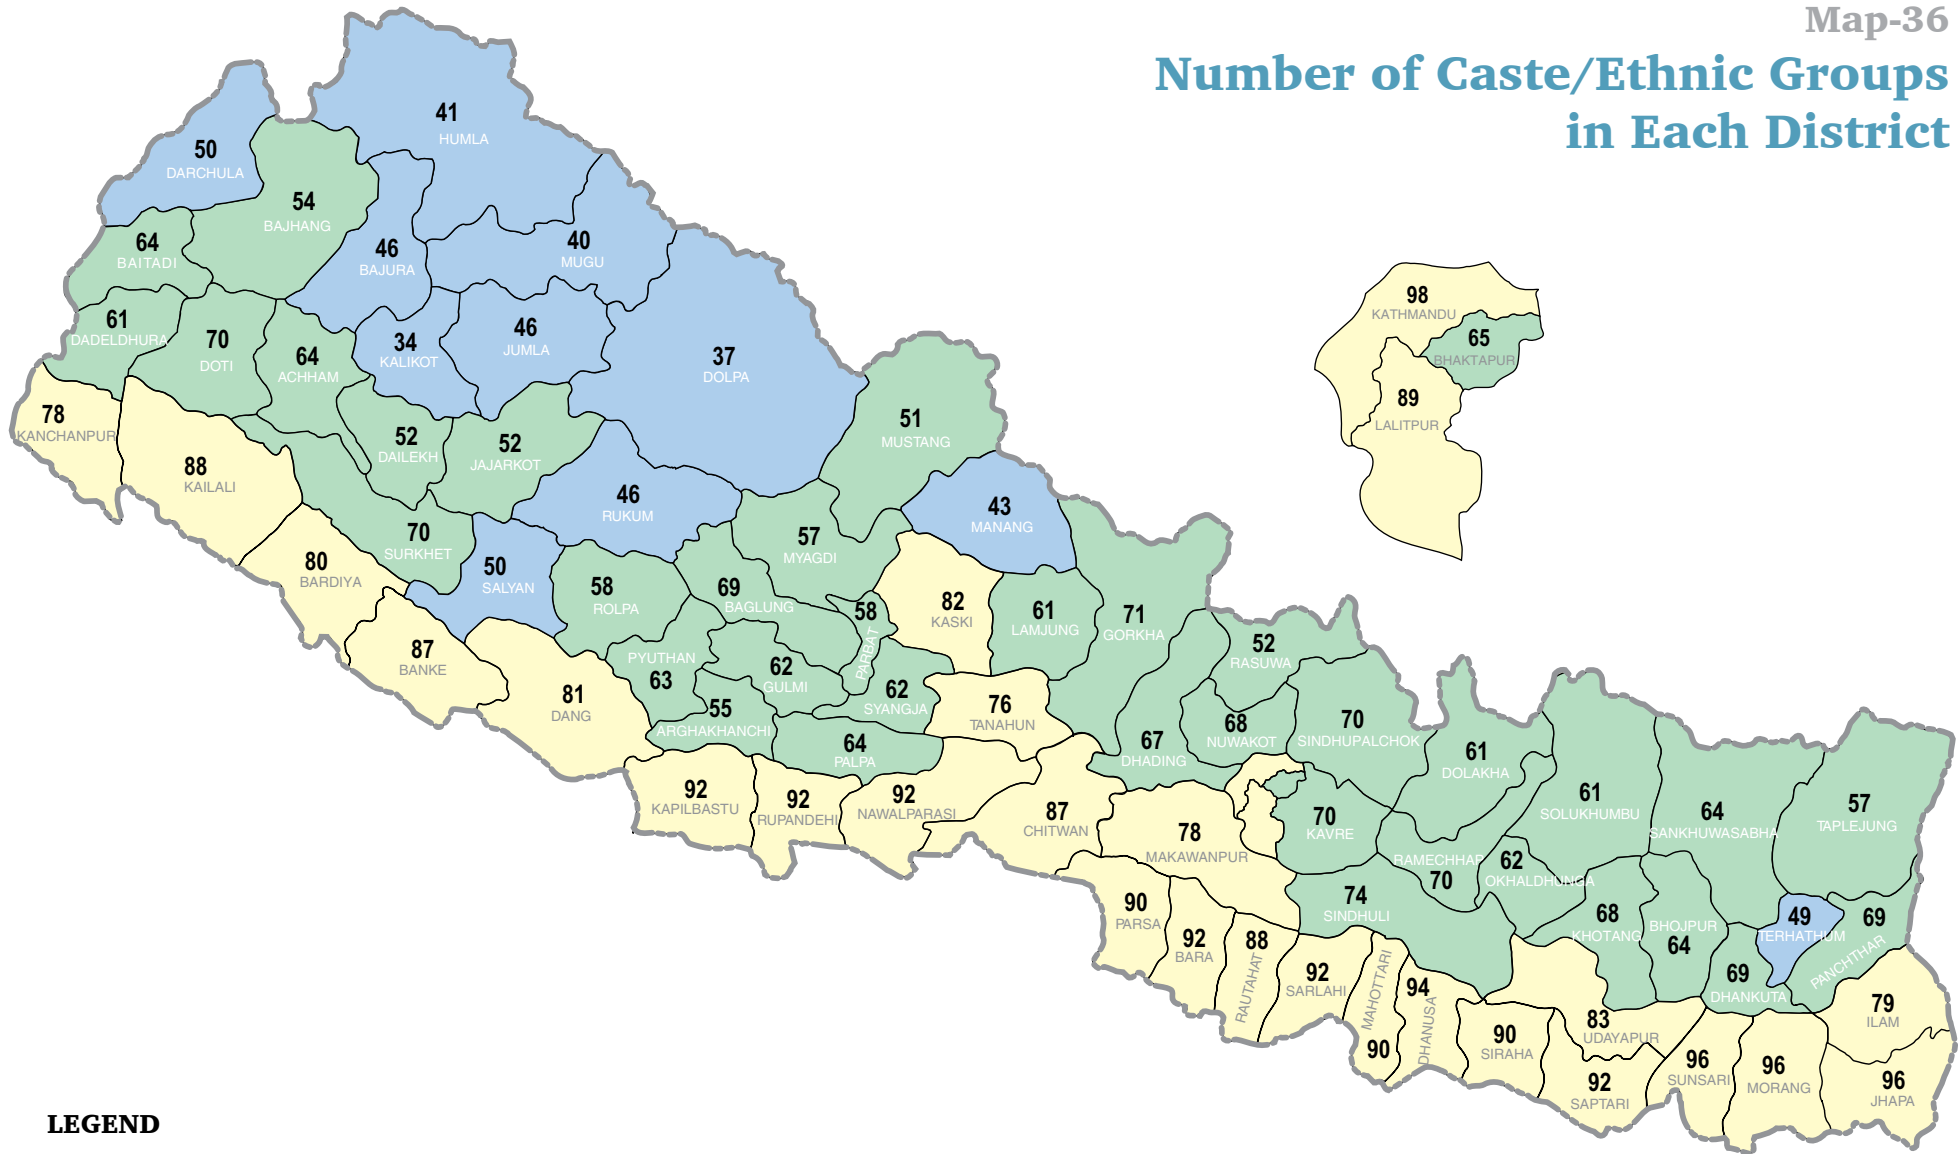 Map-36
Number of Caste/Ethnic Groups
in Each District
41
HUMLA
50
DARCHULA
54
BAJHANG
64
BAITADI
46
BAJURA
40
MUGU
61
DADELDHURA
70
DOTI
64
ACHHAM
34
KALIKOT
46
JUMLA
37
DOLPA
98
KATHMANDU
65
BHAKTAPUR
89
LALITPUR
78
KANCHANPUR
88
KAILALI
52
DAILEKH
52
JAJARKOT
51
MUSTANG
46
RUKUM
43
MANANG
70
SURKHET
80
BARDIYA
50
SALYAN
58
ROLPA
57
MYAGDI
69
BAGLUNG
58
PARBAT
82
KASKI
61
LAMJUNG
71
GORKHA
52
RASUWA
87
BANKE
81
DANG
PYUTHAN
63
62
GULMI
55
ARGHAKHANCHI
62
SYANGJA
76
TANAHUN
64
PALPA
67
DHADING
68
NUWAKOT
70
SINDHUPALCHOK
61
DOLAKHA
92
KAPILBASTU
92
RUPANDEHI
92
NAWALPARASI
87
CHITWAN
78
MAKAWANPUR
70
KAVRE
RAMECHHAP
70
62
OKHALDHUNGA
61
SOLUKHUMBU
64
SANKHUWASABHA
57
TAPLEJUNG
90
PARSA
92
BARA
88
RAUTAHAT
74
SINDHULI
92
SARLAHI
MAHOTTARI
90
94
DHANUSA
68
KHOTANG
BHOJPUR
64
69
DHANKUTA
49
TERHATHUM
69
PANCHTHAR
90
SIRAHA
83
UDAYAPUR
92
SAPTARI
96
SUNSARI
96
MORANG
79
ILAM
96
JHAPA
LEGEND